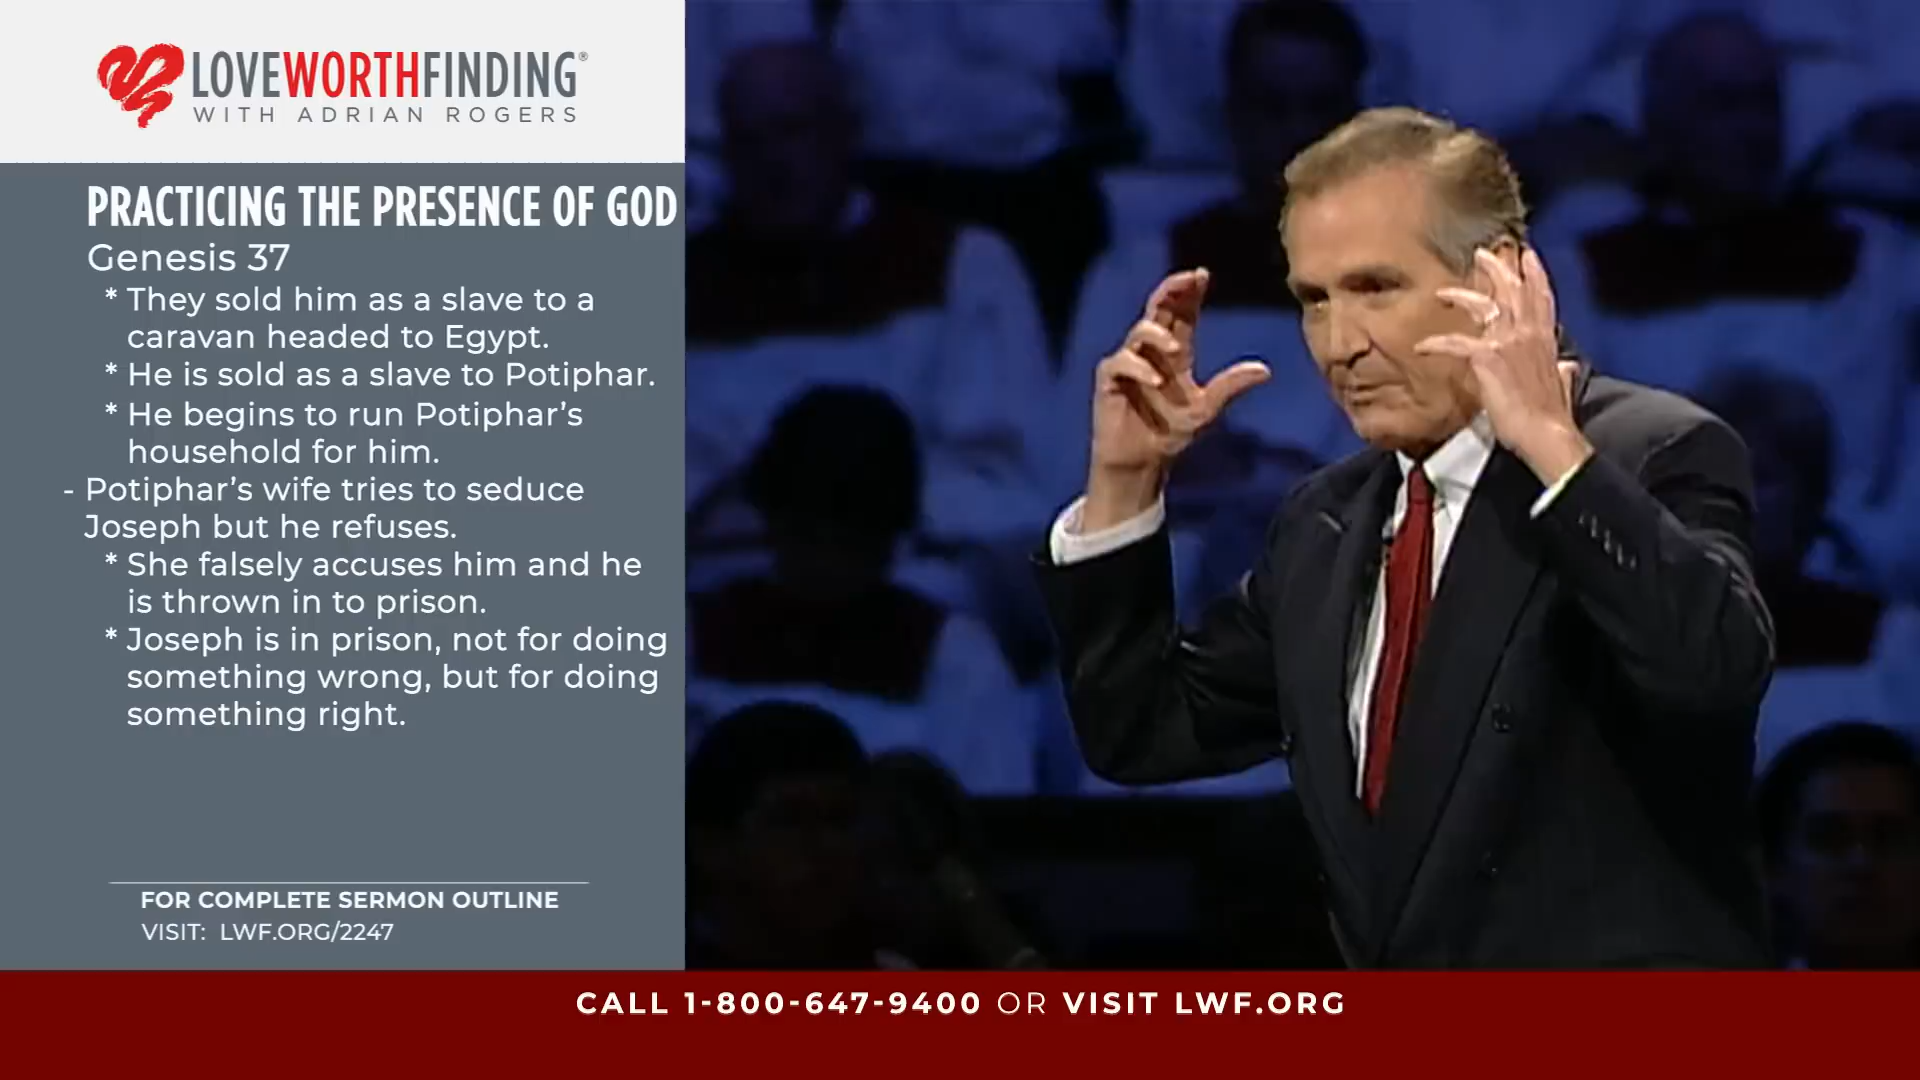 LOVEWORTHFINDING®
WITH ADRIAN ROGERS
PRACTICING THE PRESENCE OF GOD
Genesis 37
* They sold him as a slave to a
caravan headed to Egypt.
* He is sold as a slave to Potiphar.
* He begins to run Potiphar’s
household for him.
- Potiphar’s wife tries to seduce
Joseph but he refuses.
* She falsely accuses him and he
is thrown in to prison.
* Joseph is in prison, not for doing
something wrong, but for doing
something right.
FOR COMPLETE SERMON OUTLINE
VISIT: LWF.ORG/2247
CALL 1-800-647-9400 OR VISIT LWF.ORG